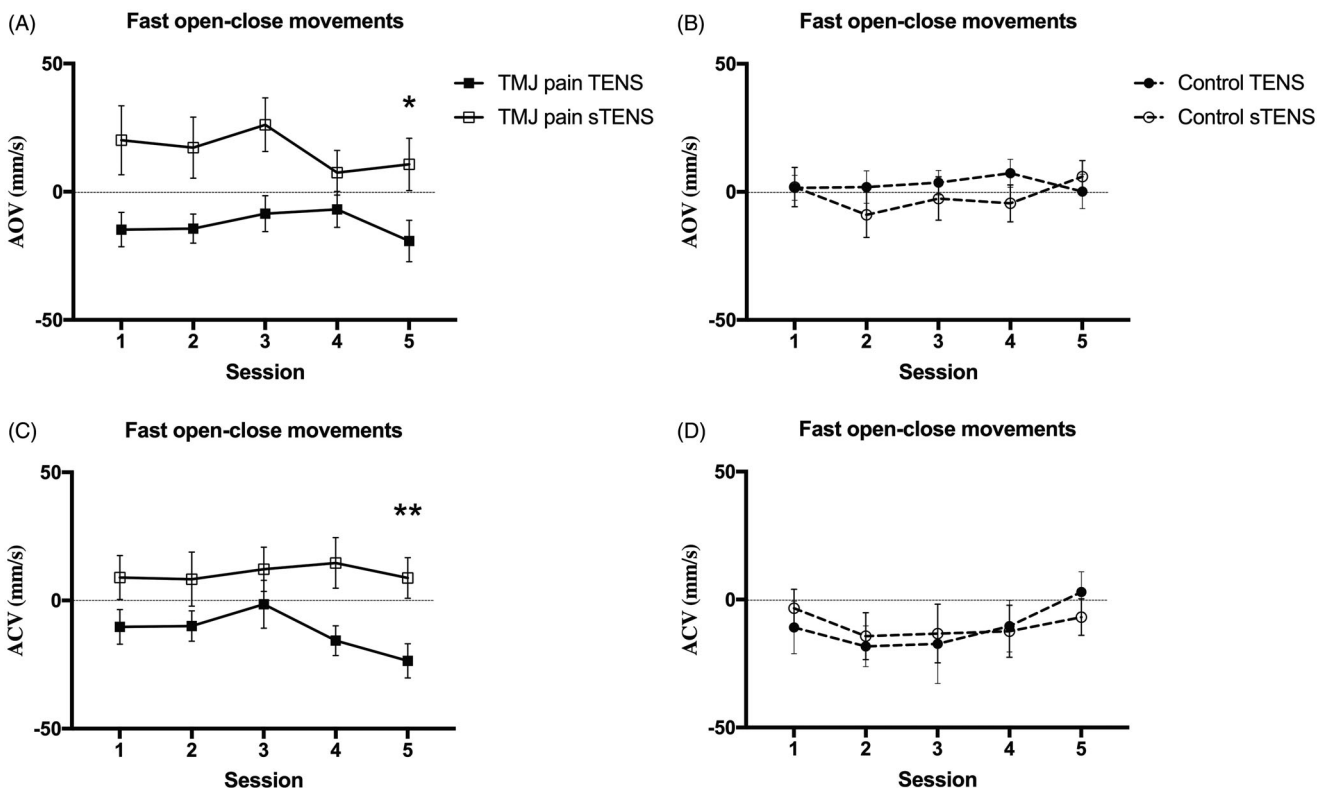 (A)
Fast open-close movements
50
0
-50
AOV (mm/s)
TMJ pain TENS
TMJ pain sTENS
*
1 2 3 4 5
Session
(B)
Fast open-close movements
50
0
-50
AOV (mm/s)
Control TENS
Control sTENS
1 2 3 4 5
Session
(C)
Fast open-close movements
50
0
-50
ACV (mm/s)
**
1 2 3 4 5
Session
(D)
Fast open-close movements
50
0
-50
ACV (mm/s)
1 2 3 4 5
Session